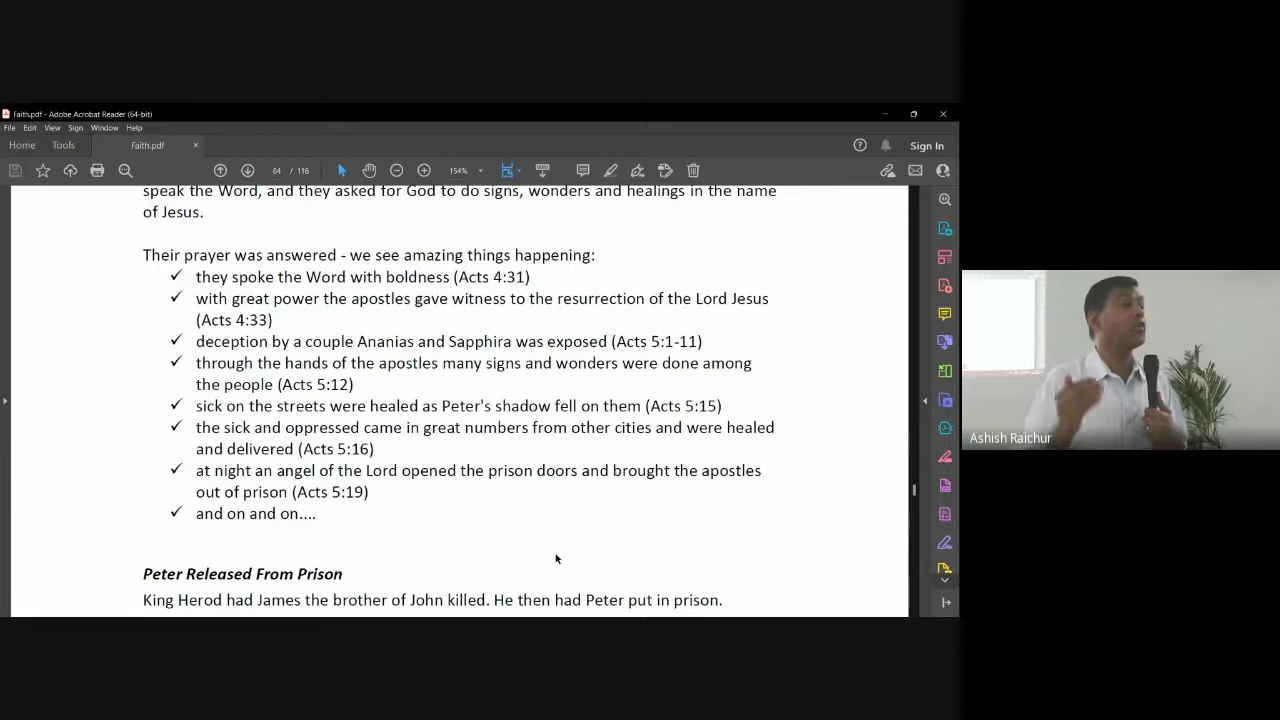 Faith.pdf - Adobe Acrobat Reader (64-bit)
File Edit View Sign Window Help
Home Tools Faith.pdf × Sign In
84 / 116 154%
speak the Word, and they asked for God to do signs, wonders and healings in the name
of Jesus.
Their prayer was answered - we see amazing things happening:
✓ they spoke the Word with boldness (Acts 4:31)
✓ with great power the apostles gave witness to the resurrection of the Lord Jesus
(Acts 4:33)
✓ deception by a couple Ananias and Sapphira was exposed (Acts 5:1-11)
✓ through the hands of the apostles many signs and wonders were done among
the people (Acts 5:12)
✓ sick on the streets were healed as Peter's shadow fell on them (Acts 5:15)
✓ the sick and oppressed came in great numbers from other cities and were healed
and delivered (Acts 5:16)
✓ at night an angel of the Lord opened the prison doors and brought the apostles
out of prison (Acts 5:19)
✓ and on and on....
Peter Released From Prison
King Herod had James the brother of John killed. He then had Peter put in prison.
Ashish Raichur